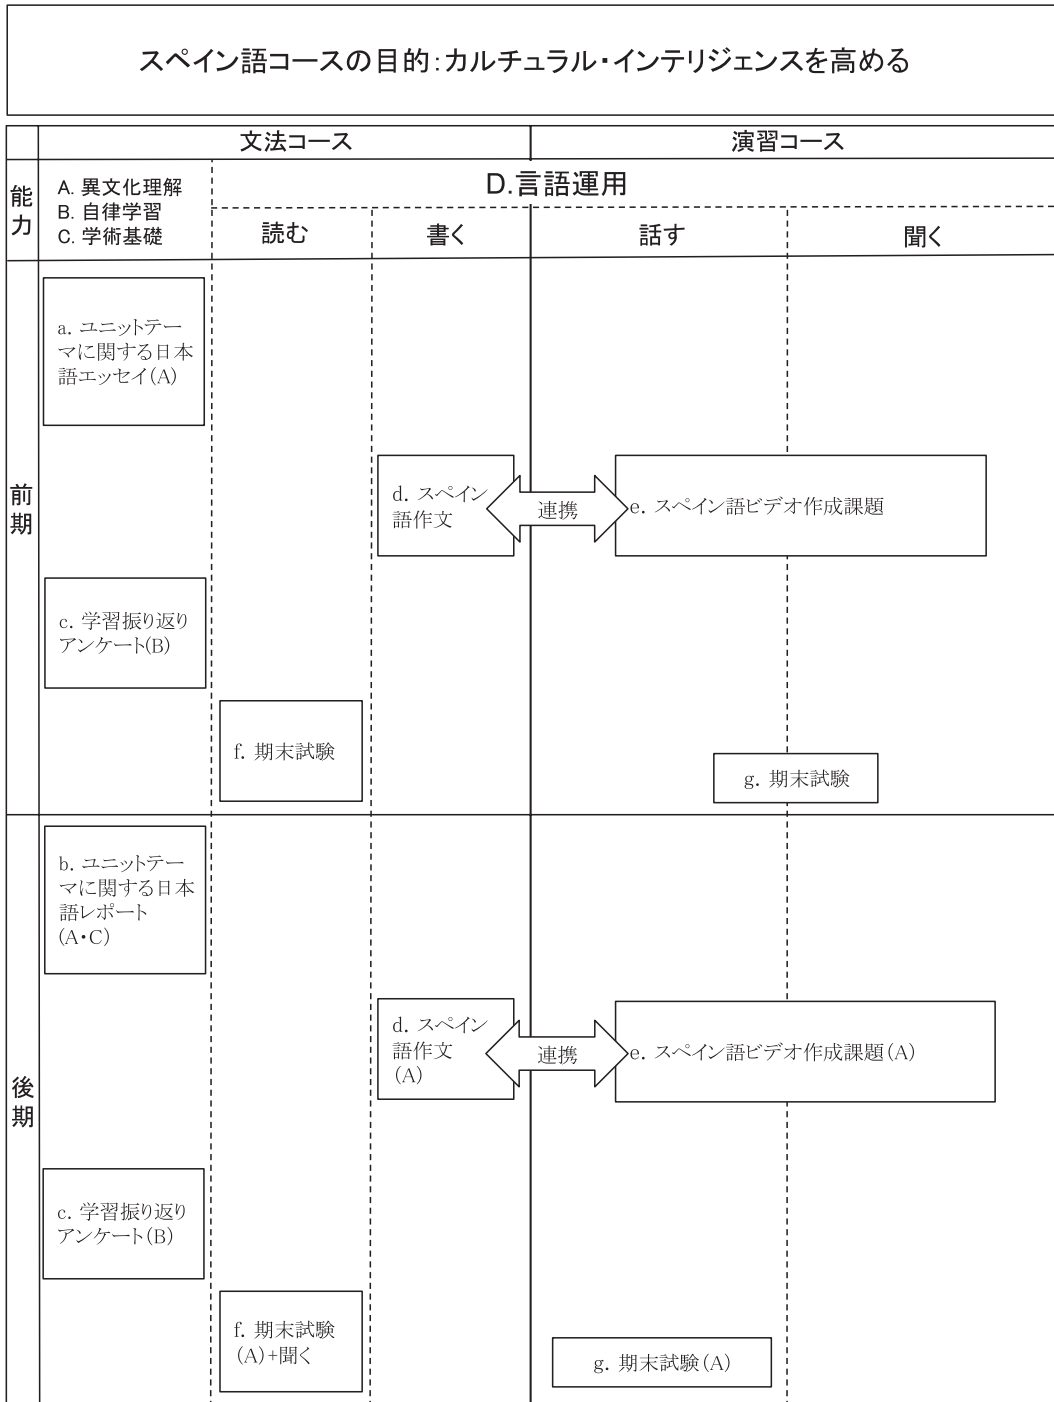 スペイン語コースの目的:カルチュラル・インテリジェンスを高める
文法コース
演習コース
能力
A. 異文化理解
B. 自律学習
C. 学術基礎
D.言語運用
読む
書く
話す
聞く
前期
a. ユニットテー
マに関する日本
語エッセイ(A)
d. スペイン
語作文
連携
e. スペイン語ビデオ作成課題
c. 学習振り返り
アンケート(B)
f. 期末試験
g. 期末試験
後期
b. ユニットテー
マに関する日本
語レポート
(A・C)
d. スペイン
語作文
(A)
連携
e. スペイン語ビデオ作成課題(A)
c. 学習振り返り
アンケート(B)
f. 期末試験
(A)+聞く
g. 期末試験(A)